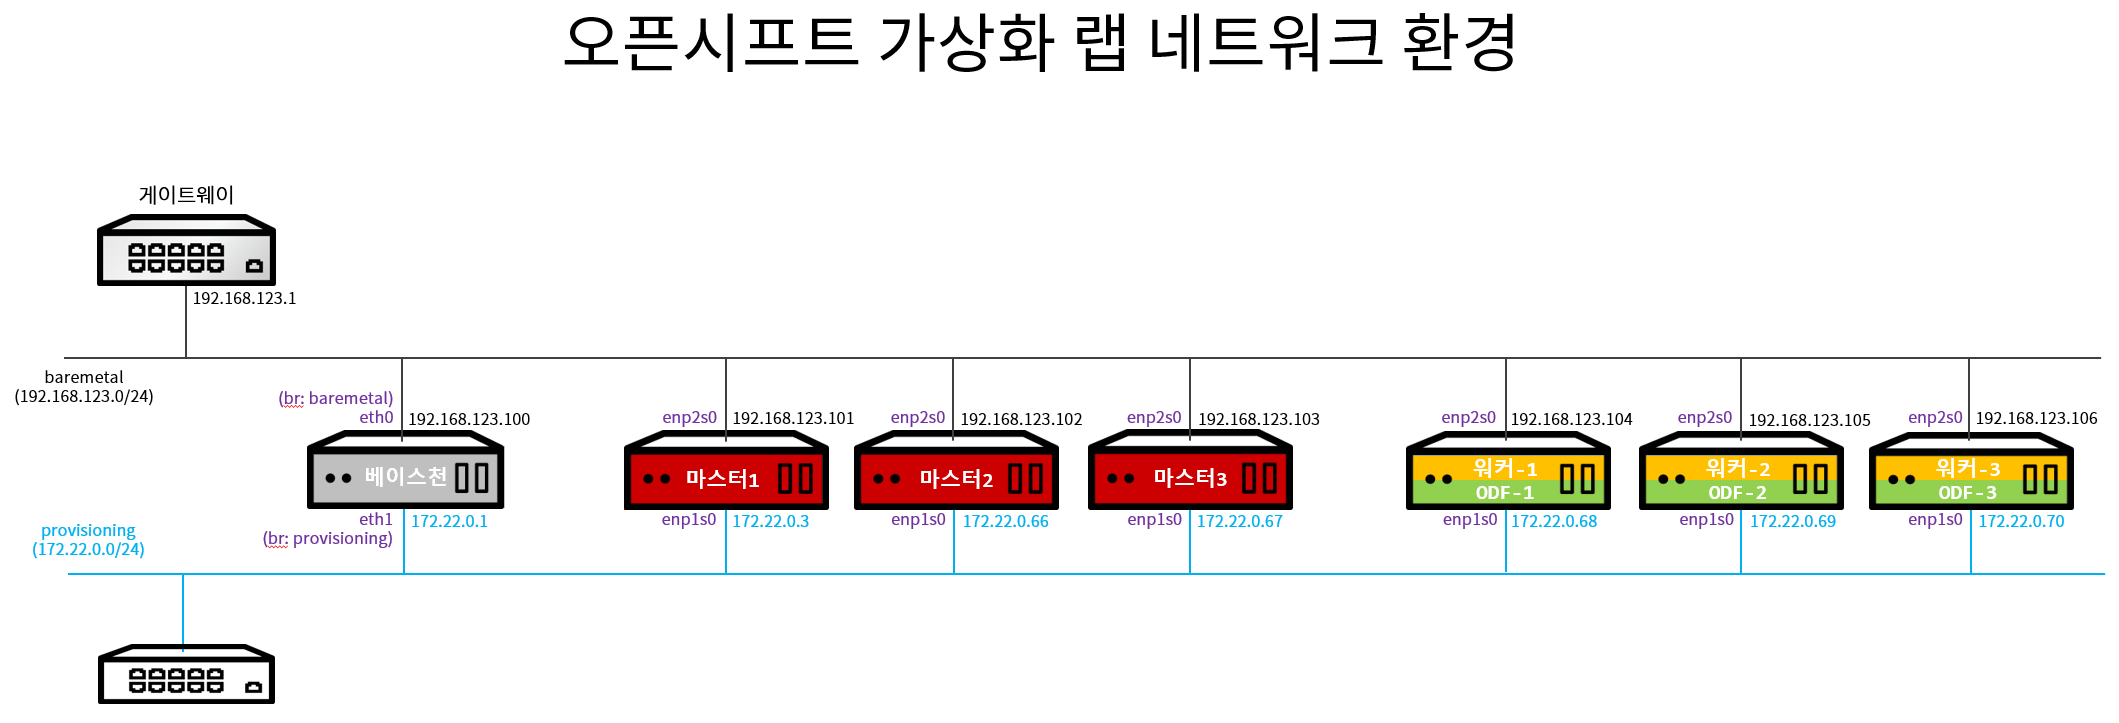 오픈시프트 가상화 랩 네트워크 환경
게이트웨이
192.168.123.1
baremetal
(192.168.123.0/24)
(br: baremetal)
eth0
192.168.123.100
enp2s0
192.168.123.101
enp2s0
192.168.123.102
enp2s0
192.168.123.103
enp2s0
192.168.123.104
enp2s0
192.168.123.105
enp2s0
192.168.123.106
베이스천
마스터1
마스터2
마스터3
워커-1
ODF-1
워커-2
ODF-2
워커-3
ODF-3
eth1
(br: provisioning)
172.22.0.1
enp1s0
172.22.0.3
enp1s0
172.22.0.66
enp1s0
172.22.0.67
enp1s0
172.22.0.68
enp1s0
172.22.0.69
enp1s0
172.22.0.70
provisioning
(172.22.0.0/24)